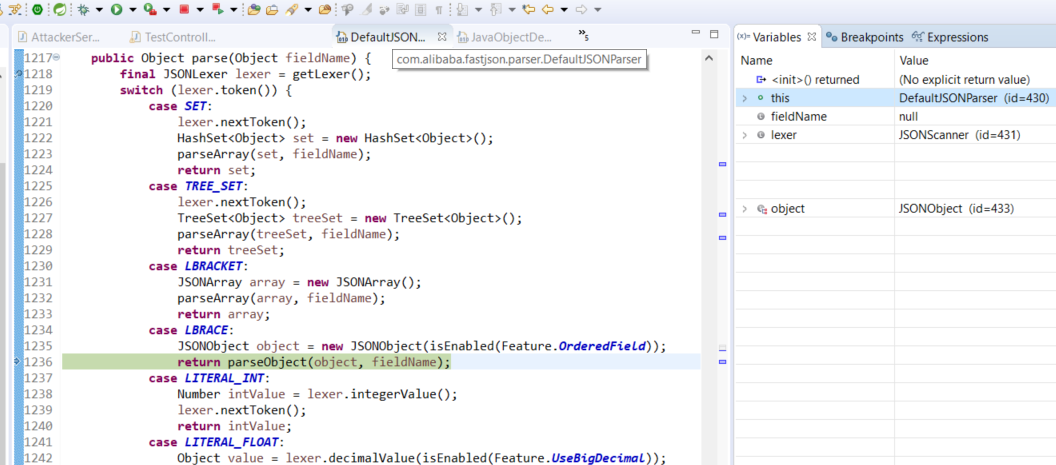 AttackerSer...
TestControll...
DefaultJSON...
JavaObjectDe...
»5
com.alibaba.fastjson.parser.DefaultJSONParser
1217 public Object parse(Object fieldName) {
1218 final JSONLexer lexer = getLexer();
1219 switch (lexer.token()) {
1220 case SET:
1221 lexer.nextToken();
1222 HashSet<Object> set = new HashSet<Object>();
1223 parseArray(set, fieldName);
1224 return set;
1225 case TREE_SET:
1226 lexer.nextToken();
1227 TreeSet<Object> treeSet = new TreeSet<Object>();
1228 parseArray(treeSet, fieldName);
1229 return treeSet;
1230 case LBRACKET:
1231 JSONArray array = new JSONArray();
1232 parseArray(array, fieldName);
1233 return array;
1234 case LBRACE:
1235 JSONObject object = new JSONObject(isEnabled(Feature.OrderedField));
1236 return parseObject(object, fieldName);
1237 case LITERAL_INT:
1238 Number intValue = lexer.integerValue();
1239 lexer.nextToken();
1240 return intValue;
1241 case LITERAL_FLOAT:
1242 Object value = lexer.decimalValue(isEnabled(Feature.UseBigDecimal));
(x)= Variables
Breakpoints
Expressions
Name Value
<init>() returned (No explicit return value)
this DefaultJSONParser (id=430)
fieldName null
lexer JSONScanner (id=431)
object JSONObject (id=433)